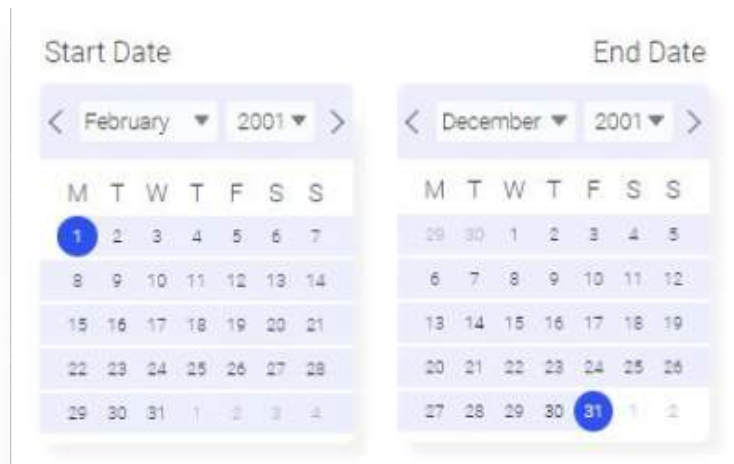 Start Date
February 2001
M T W T F S S
1 2 3 4 5 6 7
8 9 10 11 12 13 14
15 16 17 18 19 20 21
22 23 24 25 26 27 28
29 30 31 1 2 3 4
End Date
December 2001
M T W T F S S
29 30 1 2 3 4 5
6 7 8 9 10 11 12
13 14 15 16 17 18 19
20 21 22 23 24 25 26
27 28 29 30 31 1 2